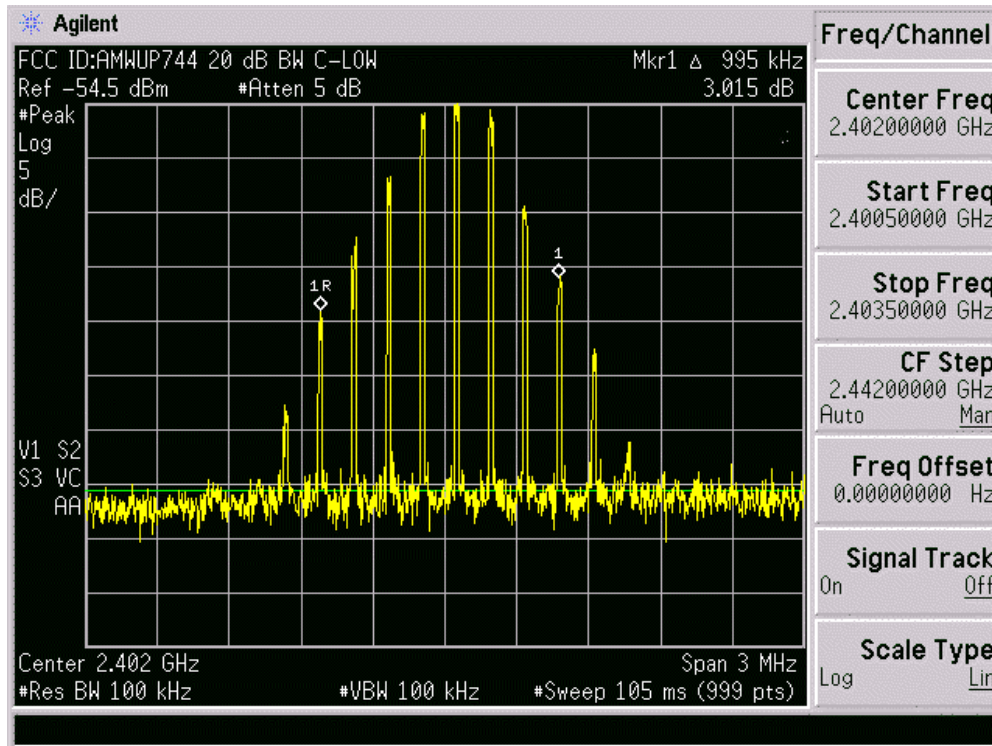 Agilent
FCC ID:AMWUP744 20 dB BW C-LOW
Mkr1 Δ 995 kHz
Ref -54.5 dBm
#Atten 5 dB
3.015 dB
#Peak
Log
5
dB/
1R
1
V1 S2
S3 VC
AA
Center 2.402 GHz
Span 3 MHz
#Res BW 100 kHz
#VBW 100 kHz
#Sweep 105 ms (999 pts)
Freq/Channel
Center Freq
2.40200000 GHz
Start Freq
2.40050000 GHz
Stop Freq
2.40350000 GHz
CF Step
2.44200000 GHz
Auto Man
Freq Offset
0.00000000 Hz
Signal Track
On Off
Scale Type
Log Lin